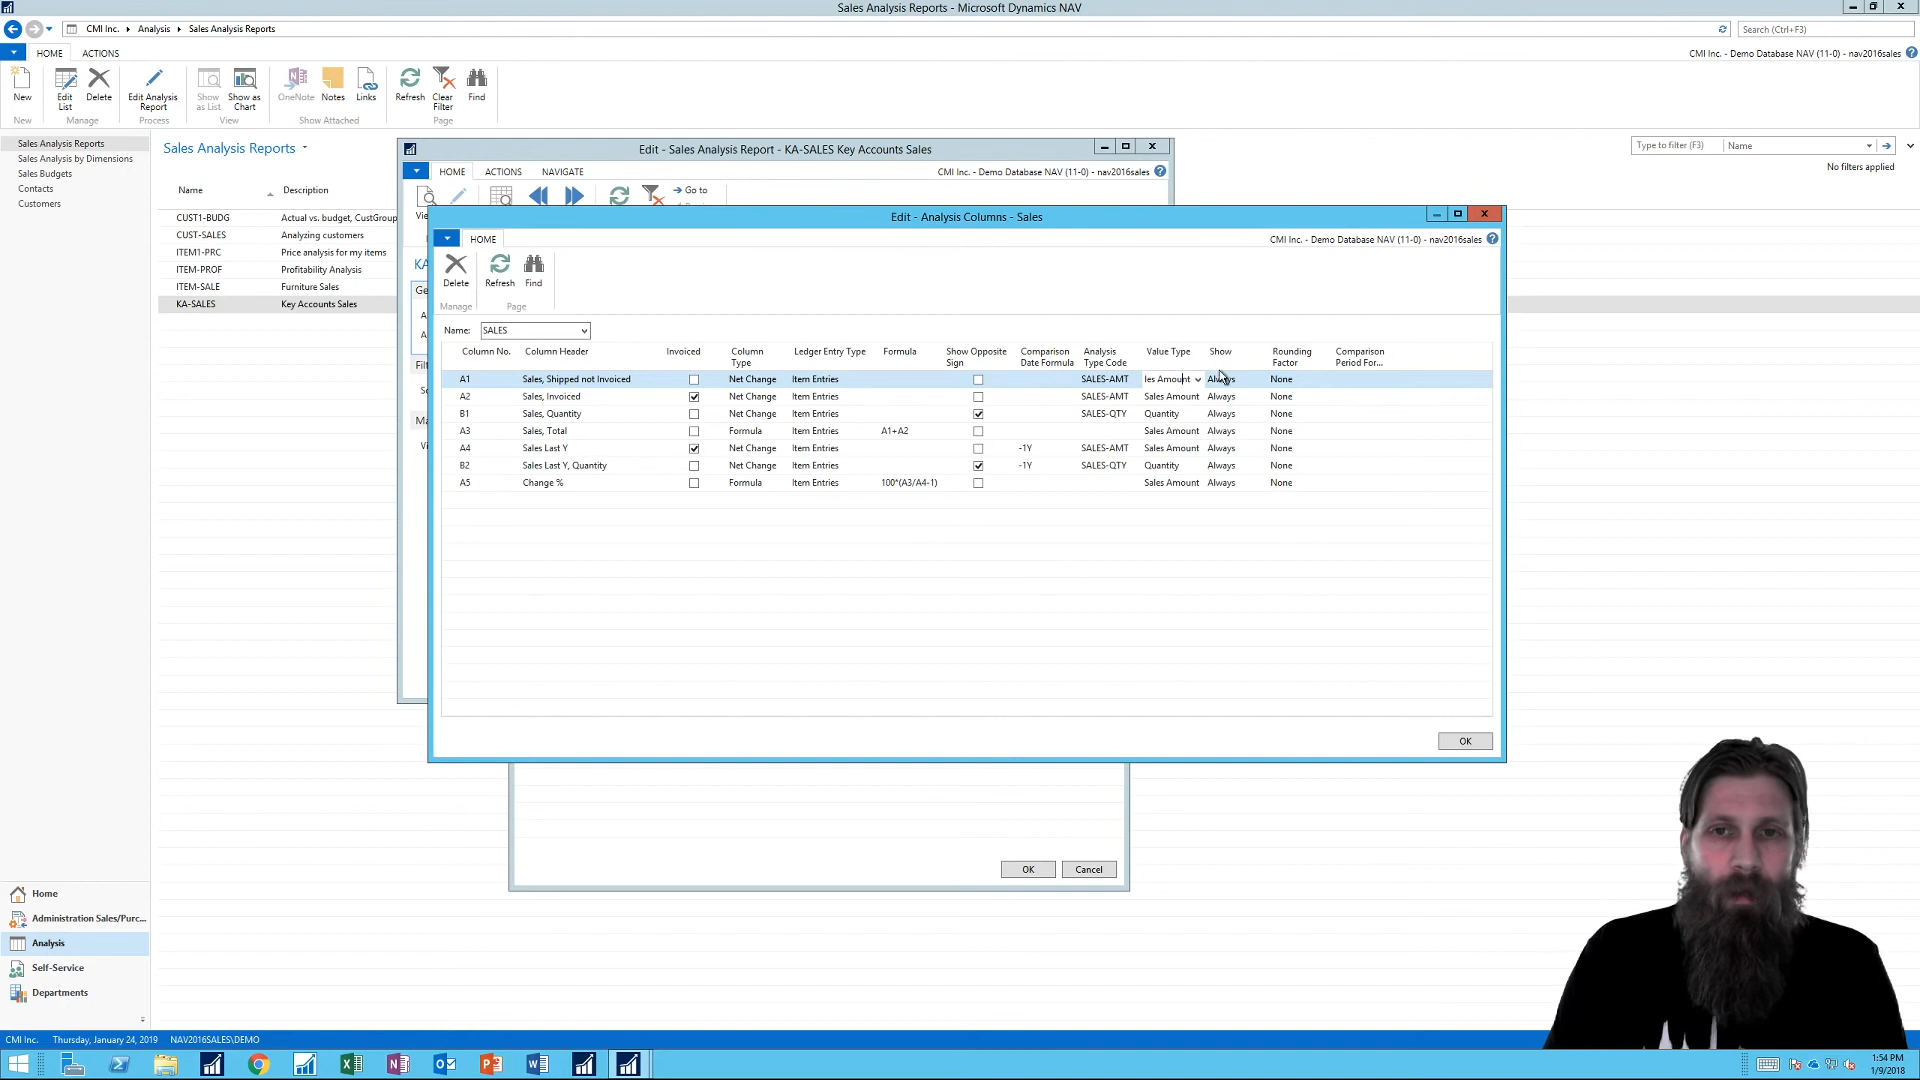 Sales Analysis Reports - Microsoft Dynamics NAV
CMI Inc. Analysis Sales Analysis Reports
Search (Ctrl+F3)
HOME ACTIONS
CMI Inc. - Demo Database NAV (11-0) - nav2016sales
New
Edit List
Delete
Edit Analysis Report
Show as List
Show as Chart
OneNote
Notes
Links
Refresh
Clear Filter
Find
New Manage Process View Show Attached Page
Sales Analysis Reports
Sales Analysis by Dimensions
Sales Budgets
Contacts
Customers
Sales Analysis Reports
Type to filter (F3) Name
No filters applied
Name Description
CUST1-BUDG Actual vs. budget, CustGroup
CUST-SALES Analyzing customers
ITEM1-PRC Price analysis for my items
ITEM-PROF Profitability Analysis
ITEM-SALE Furniture Sales
KA-SALES Key Accounts Sales
Edit - Sales Analysis Report - KA-SALES Key Accounts Sales
HOME ACTIONS NAVIGATE
CMI Inc. - Demo Database NAV (11-0) - nav2016sales
Go to
KA
Ge
A
A
Filt
Se
Ma
Vi
Edit - Analysis Columns - Sales
HOME
CMI Inc. - Demo Database NAV (11-0) - nav2016sales
Delete Refresh Find
Manage Page
Name: SALES
Column No. Column Header Invoiced Column Type Ledger Entry Type Formula Show Opposite Sign Comparison Date Formula Analysis Type Code Value Type Show Rounding Factor Comparison Period For...
A1 Sales, Shipped not Invoiced Net Change Item Entries SALES-AMT les Amount Always None
A2 Sales, Invoiced Net Change Item Entries SALES-AMT Sales Amount Always None
B1 Sales, Quantity Net Change Item Entries SALES-QTY Quantity Always None
A3 Sales, Total Formula Item Entries A1+A2 Sales Amount Always None
A4 Sales Last Y Net Change Item Entries -1Y SALES-AMT Sales Amount Always None
B2 Sales Last Y, Quantity Net Change Item Entries -1Y SALES-QTY Quantity Always None
A5 Change % Formula Item Entries 100*(A3/A4-1) Sales Amount Always None
OK
OK Cancel
Home
Administration Sales/Purc...
Analysis
Self-Service
Departments
CMI Inc. Thursday, January 24, 2019 NAV2016SALES\DEMO
1:54 PM
1/9/2018